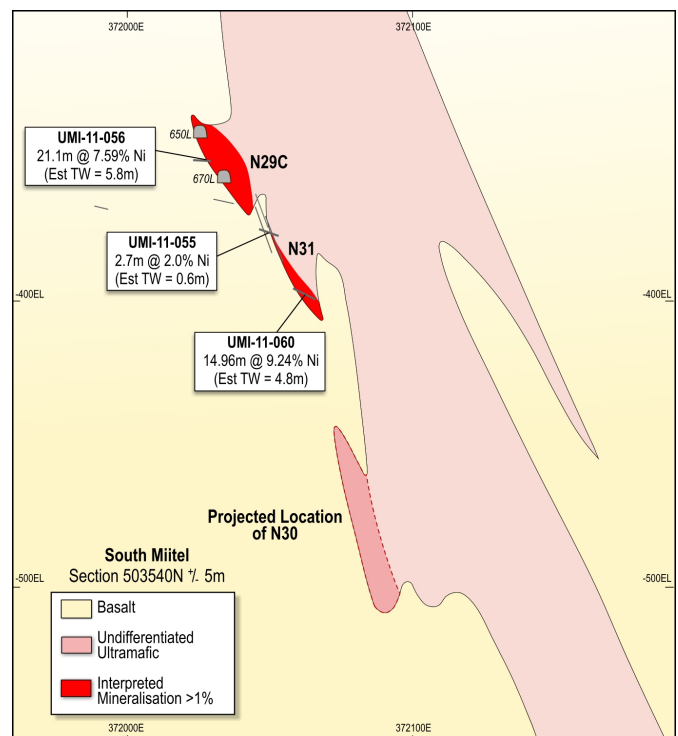 372000E
372100E
650L
UMI-11-056
21.1m @ 7.59% Ni
(Est TW = 5.8m)
N29C
670L
UMI-11-055
2.7m @ 2.0% Ni
(Est TW = 0.6m)
N31
-400EL
-400EL
UMI-11-060
14.96m @ 9.24% Ni
(Est TW = 4.8m)
Projected Location
of N30
South Miitel
Section 503540N +/- 5m
-500EL
-500EL
Basalt
Undifferentiated
Ultramafic
Interpreted
Mineralisation >1%
372000E
372100E